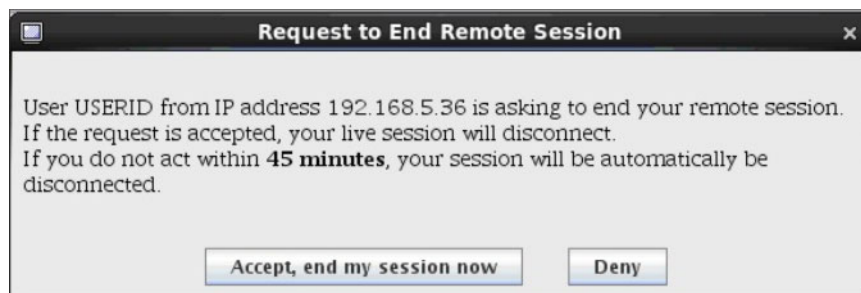 Request to End Remote Session
User USERID from IP address 192.168.5.36 is asking to end your remote session.
If the request is accepted, your live session will disconnect.
If you do not act within 45 minutes, your session will be automatically be
disconnected.
Accept, end my session now
Deny